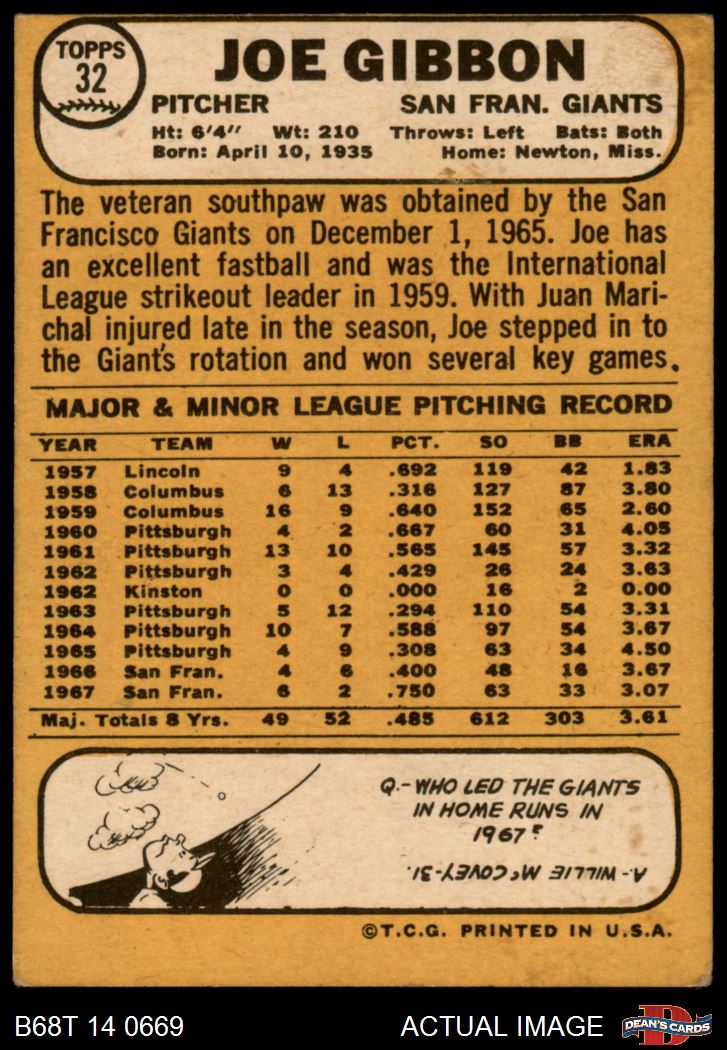 TOPPS
32
JOE GIBBON
PITCHER SAN FRAN. GIANTS
Ht: 6'4" Wt: 210 Throws: Left Bats: Both
Born: April 10, 1935 Home: Newton, Miss.
The veteran southpaw was obtained by the San
Francisco Giants on December 1, 1965. Joe has
an excellent fastball and was the International
League strikeout leader in 1959. With Juan Mari-
chal injured late in the season, Joe stepped in to
the Giant's rotation and won several key games.
MAJOR & MINOR LEAGUE PITCHING RECORD
YEAR TEAM W L PCT. SO BB ERA
1957 Lincoln 9 4 .692 119 42 1.83
1958 Columbus 6 13 .316 127 87 3.80
1959 Columbus 16 9 .640 152 65 2.60
1960 Pittsburgh 4 2 .667 60 31 4.05
1961 Pittsburgh 13 10 .565 145 57 3.32
1962 Pittsburgh 3 4 .429 26 24 3.63
1962 Kinston 0 0 .000 16 2 0.00
1963 Pittsburgh 5 12 .294 110 54 3.31
1964 Pittsburgh 10 7 .588 97 54 3.67
1965 Pittsburgh 4 9 .308 63 34 4.50
1966 San Fran. 4 6 .400 48 16 3.67
1967 San Fran. 6 2 .750 63 33 3.07
Maj. Totals 8 Yrs. 49 52 .485 612 303 3.61
Q.-WHO LED THE GIANTS
IN HOME RUNS IN
1967?
A-WILLIE McCOVEY-31.
©T.C.G. PRINTED IN U.S.A.
B68T 14 0669 ACTUAL IMAGE D DEAN'S CARDS